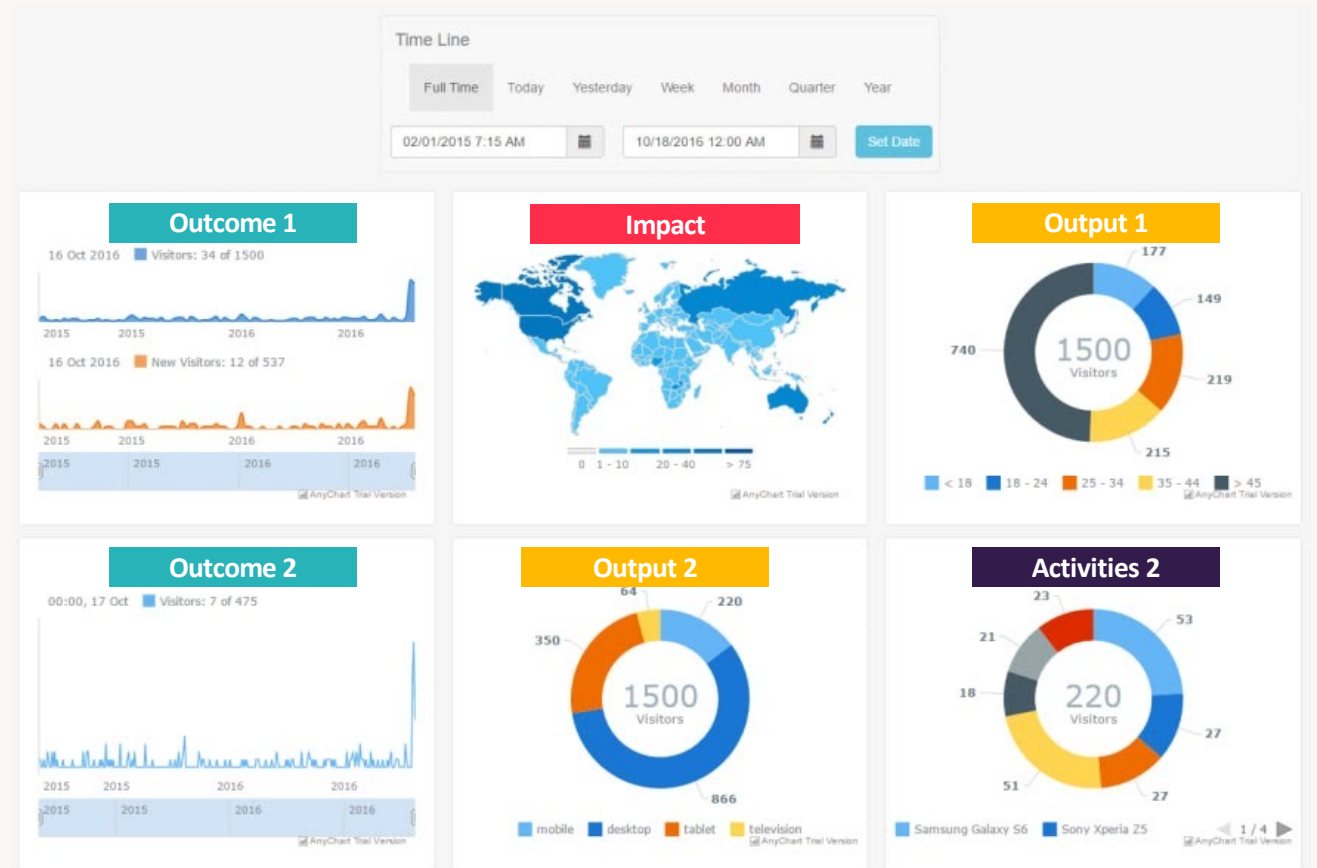 Time Line
Full Time Today Yesterday Week Month Quarter Year
02/01/2015 7:15 AM 10/18/2016 12:00 AM Set Date
Outcome 1
16 Oct 2016 Visitors: 34 of 1500
2015 2015 2016 2016
16 Oct 2016 New Visitors: 12 of 537
2015 2015 2016 2016
2015 2015 2016 2016
AnyChart Trial Version
Impact
0 1 - 10 20 - 40 > 75
AnyChart Trial Version
Output 1
177
149
740
1500
Visitors
219
215
< 18 18 - 24 25 - 34 35 - 44 > 45
AnyChart Trial Version
Outcome 2
00:00, 17 Oct Visitors: 7 of 475
2015 2015 2016 2016
2015 2015 2016 2016
AnyChart Trial Version
Output 2
64
220
350
1500
Visitors
866
mobile desktop tablet television
AnyChart Trial Version
Activities 2
23
53
21
18
220
Visitors
27
51
27
Samsung Galaxy S6 Sony Xperia Z5 1 / 4
AnyChart Trial Version